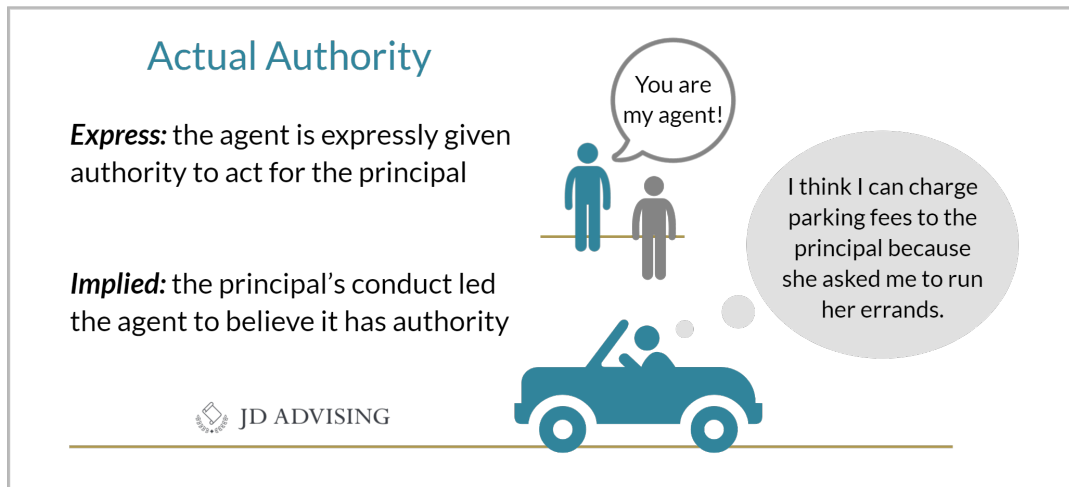 Actual Authority
Express: the agent is expressly given
authority to act for the principal
Implied: the principal’s conduct led
the agent to believe it has authority
You are
my agent!
I think I can charge
parking fees to the
principal because
she asked me to run
her errands.
JD ADVISING